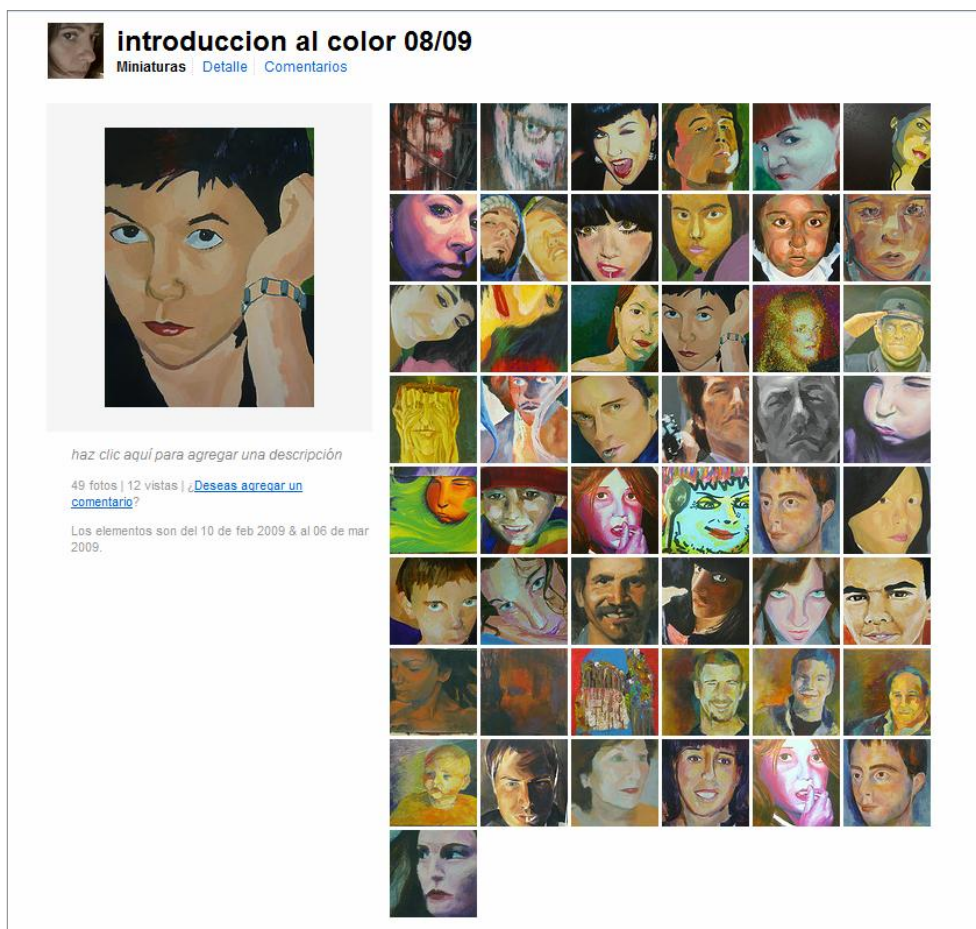 introduccion al color 08/09
Miniaturas Detalle Comentarios
haz clic aquí para agregar una descripción
49 fotos | 12 vistas | ¿Deseas agregar un
comentario?
Los elementos son del 10 de feb 2009 & al 06 de mar
2009.